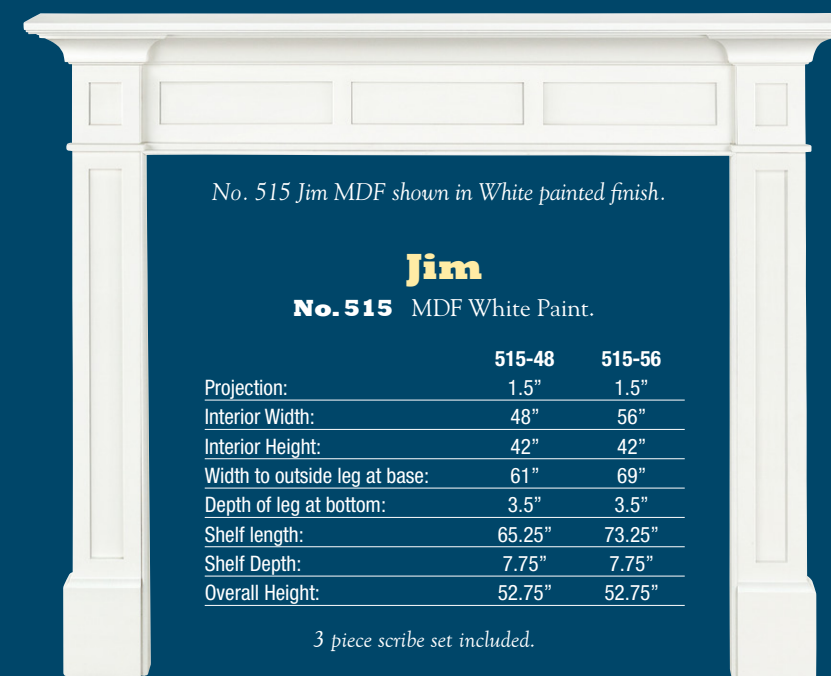 No. 515 Jim MDF shown in White painted finish.
Jim
No. 515 MDF White Paint.
515-48 515-56
Projection: 1.5” 1.5”
Interior Width: 48” 56”
Interior Height: 42” 42”
Width to outside leg at base: 61” 69”
Depth of leg at bottom: 3.5” 3.5”
Shelf length: 65.25” 73.25”
Shelf Depth: 7.75” 7.75”
Overall Height: 52.75” 52.75”
3 piece scribe set included.